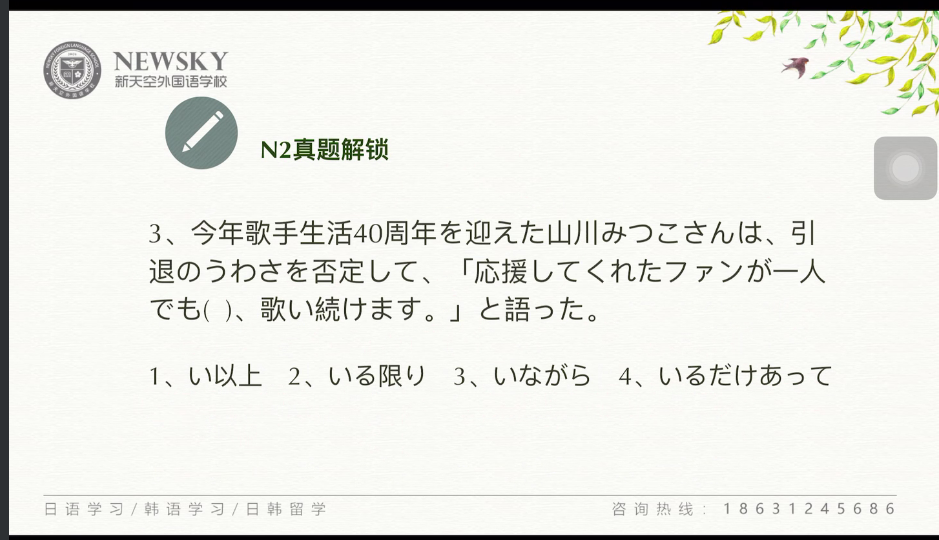 NEWSKY
新天空外国语学校
N2真题解锁
3、今年歌手生活40周年を迎えた山川みつこさんは、引
退のうわさを否定して、「応援してくれたファンが一人
でも( )、歌い続けます。」と語った。
1、い以上 2、いる限り 3、いながら 4、いるだけあって
日语学习/韩语学习/日韩留学
咨询热线: 18631245686